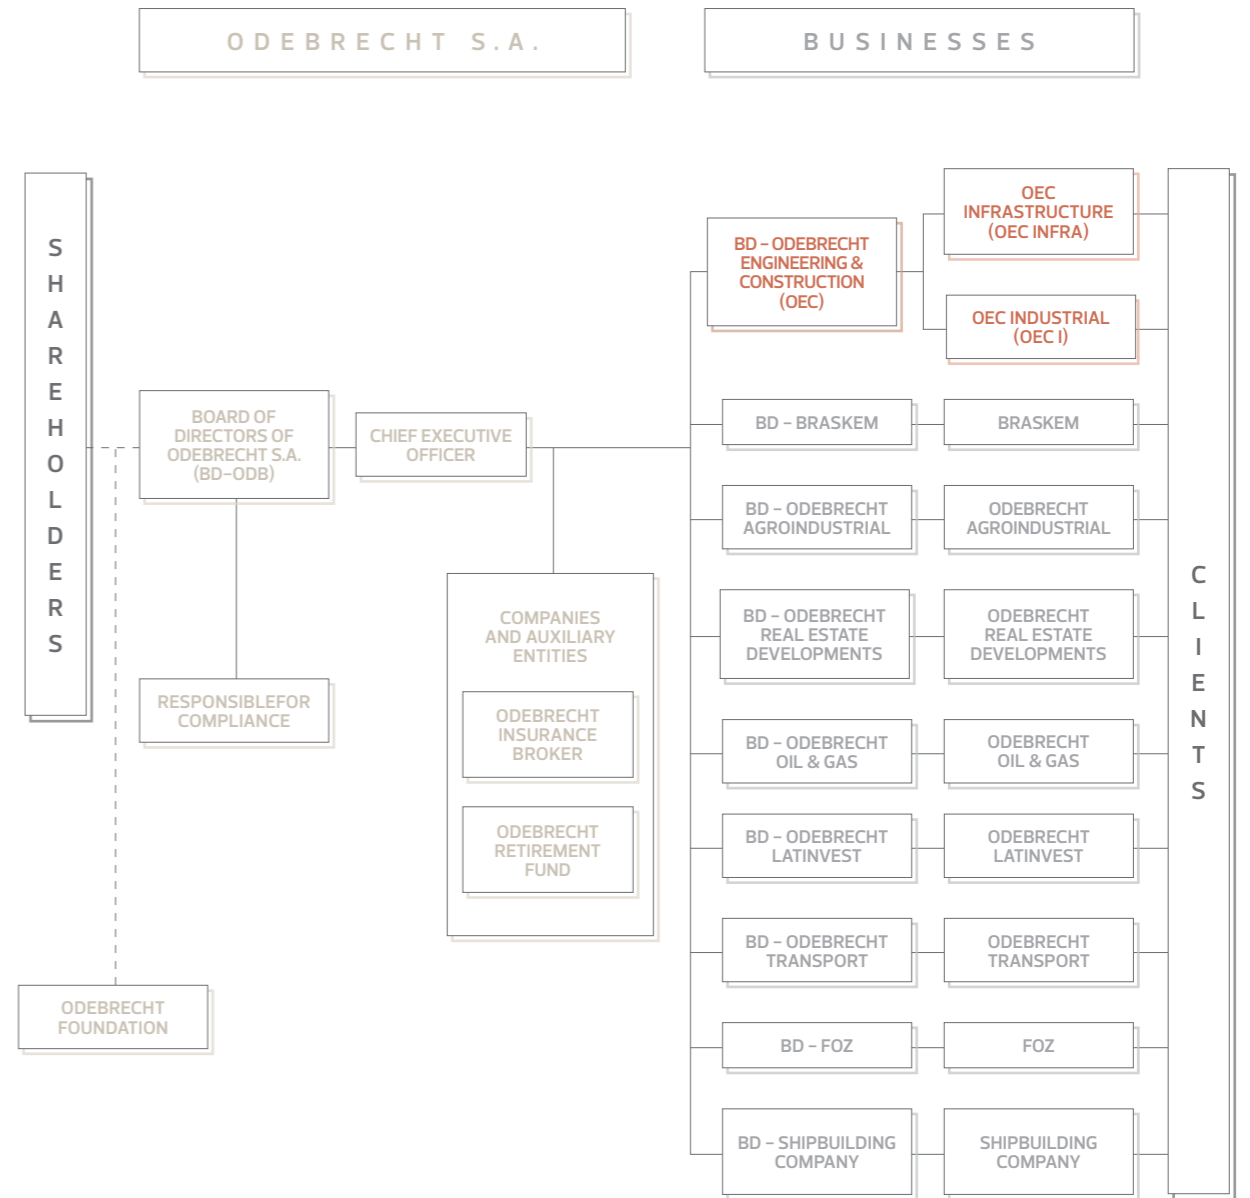 ODEBRECHT S.A.
BUSINESSES
SHAREHOLDERS
BOARD OF
DIRECTORS OF
ODEBRECHT S.A.
(BD-ODB)
CHIEF EXECUTIVE
OFFICER
RESPONSIBLEFOR
COMPLIANCE
ODEBRECHT
FOUNDATION
COMPANIES
AND AUXILIARY
ENTITIES
ODEBRECHT
INSURANCE
BROKER
ODEBRECHT
RETIREMENT
FUND
BD – ODEBRECHT
ENGINEERING &
CONSTRUCTION
(OEC)
OEC
INFRASTRUCTURE
(OEC INFRA)
OEC INDUSTRIAL
(OEC I)
BD – BRASKEM
BRASKEM
BD – ODEBRECHT
AGROINDUSTRIAL
ODEBRECHT
AGROINDUSTRIAL
BD – ODEBRECHT
REAL ESTATE
DEVELOPMENTS
ODEBRECHT
REAL ESTATE
DEVELOPMENTS
BD – ODEBRECHT
OIL & GAS
ODEBRECHT
OIL & GAS
BD – ODEBRECHT
LATINVEST
ODEBRECHT
LATINVEST
BD – ODEBRECHT
TRANSPORT
ODEBRECHT
TRANSPORT
BD – FOZ
FOZ
BD – SHIPBUILDING
COMPANY
SHIPBUILDING
COMPANY
CLIENTS